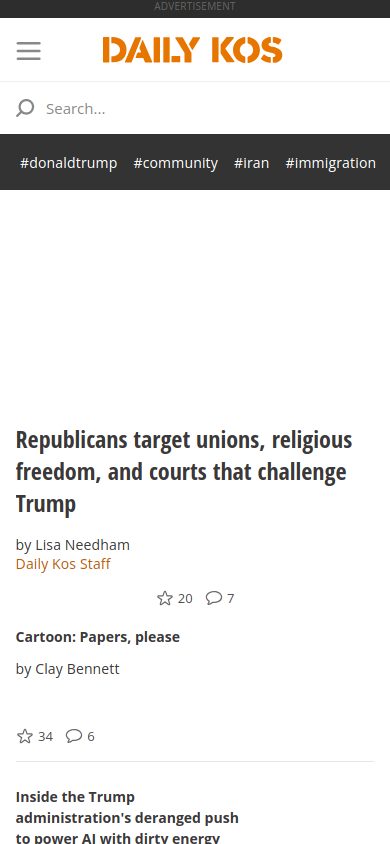 ADVERTISEMENT
DAILY KOS
Search...
#donaldtrump #community #iran #immigration
Republicans target unions, religious
freedom, and courts that challenge
Trump
by Lisa Needham
Daily Kos Staff
20 7
Cartoon: Papers, please
by Clay Bennett
34 6
Inside the Trump
administration's deranged push
to power AI with dirty energy